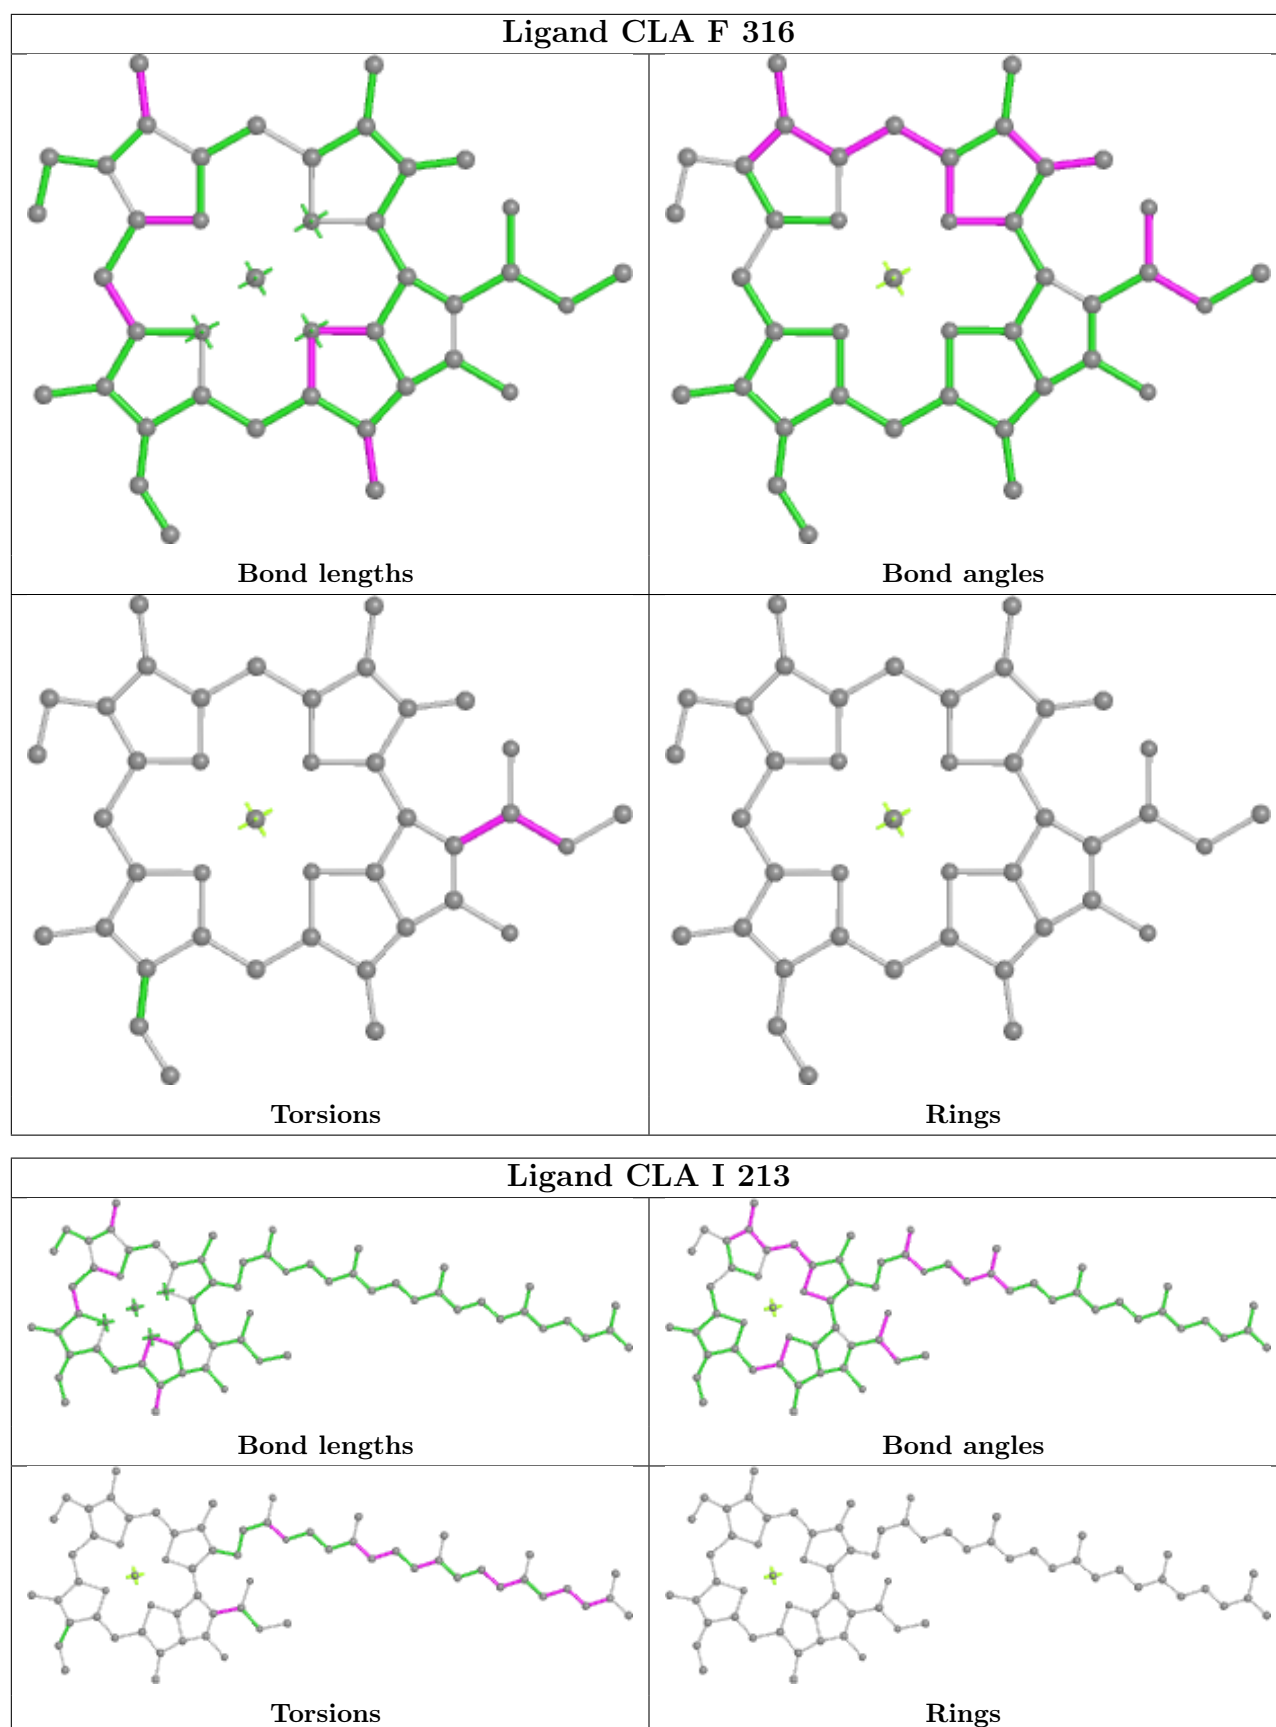 Ligand CLA F 316
Bond lengths
Bond angles
Torsions
Rings
Ligand CLA I 213
Bond lengths
Bond angles
Torsions
Rings